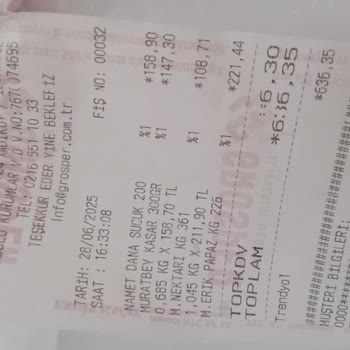 TEL: 0216 551 10 33
TEŞEKKÜR EDER YİNE BEKLERİZ
info@grosper.com.tr
TARİH: 28/06/2025 FİŞ NO: 00032
SAAT : 16:33:08
NAMET DANA SUCUK 200 %1 *158,90
MURATBEY KAŞAR 300GR %1 *147,30
0,685 KG X 158,70 TL
M.NEKTARİ KG 361 %1 *108,71
1,045 KG X 211,90 TL
M.ERİK PAPAZ KG 226 %1 *221,44
TOPKDV *6,30
TOPLAM *636,35
Trendyol *636,35
MÜŞTERİ BİLGİLERİ: